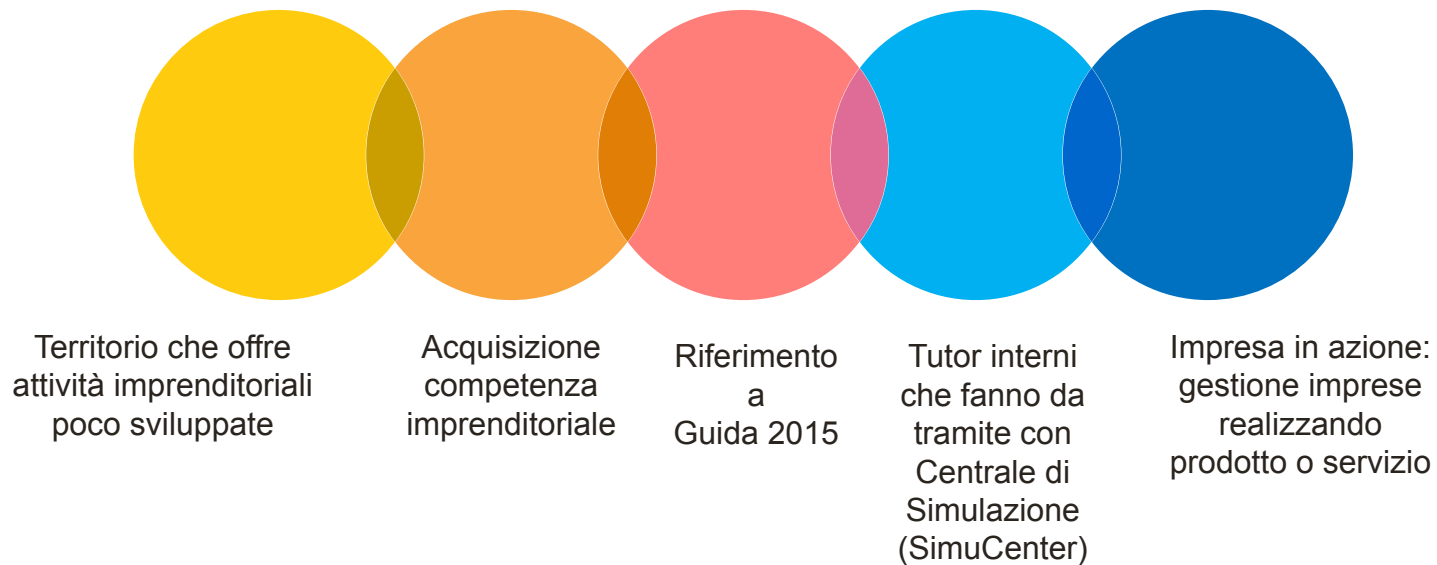 Territorio che offre
attività imprenditoriali
poco sviluppate
Acquisizione
competenza
imprenditoriale
Riferimento
a
Guida 2015
Tutor interni
che fanno da
tramite con
Centrale di
Simulazione
(SimuCenter)
Impresa in azione:
gestione imprese
realizzando
prodotto o servizio